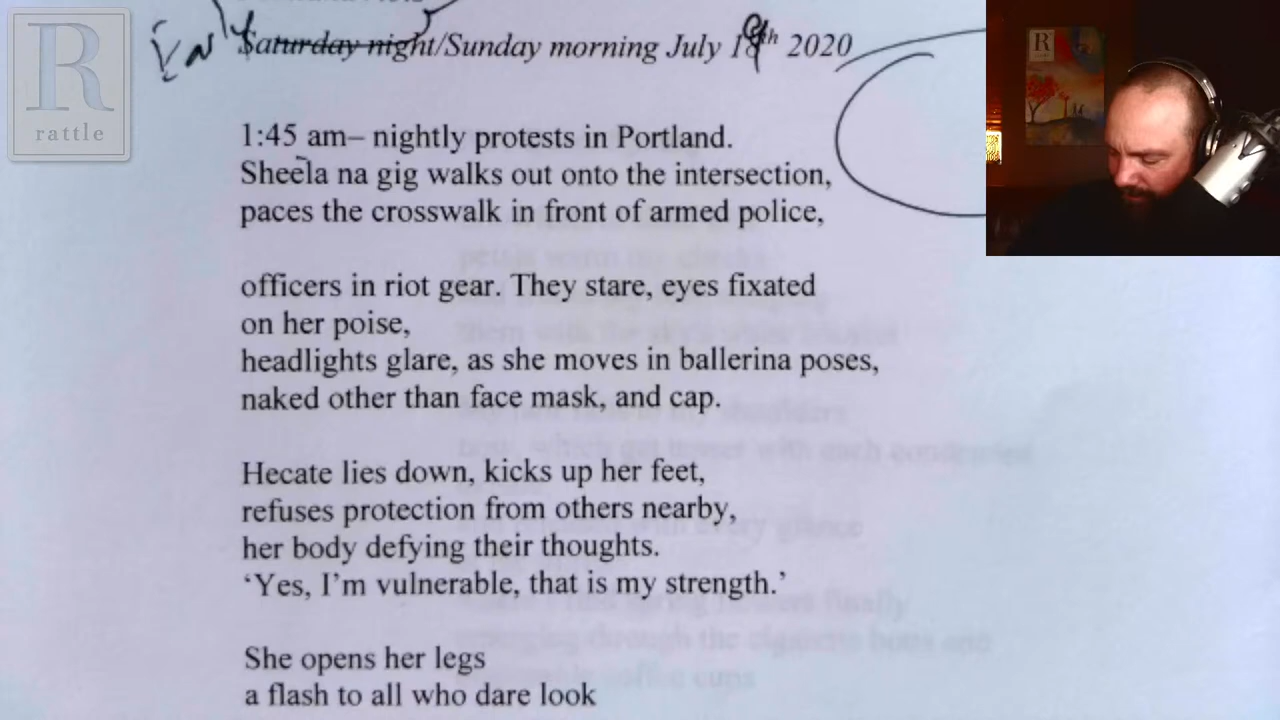 R
rattle
Early Saturday night/Sunday morning July 19th 2020
1:45 am– nightly protests in Portland.
Sheela na gig walks out onto the intersection,
paces the crosswalk in front of armed police,
officers in riot gear. They stare, eyes fixated
on her poise,
headlights glare, as she moves in ballerina poses,
naked other than face mask, and cap.
Hecate lies down, kicks up her feet,
refuses protection from others nearby,
her body defying their thoughts.
‘Yes, I’m vulnerable, that is my strength.’
She opens her legs
a flash to all who dare look